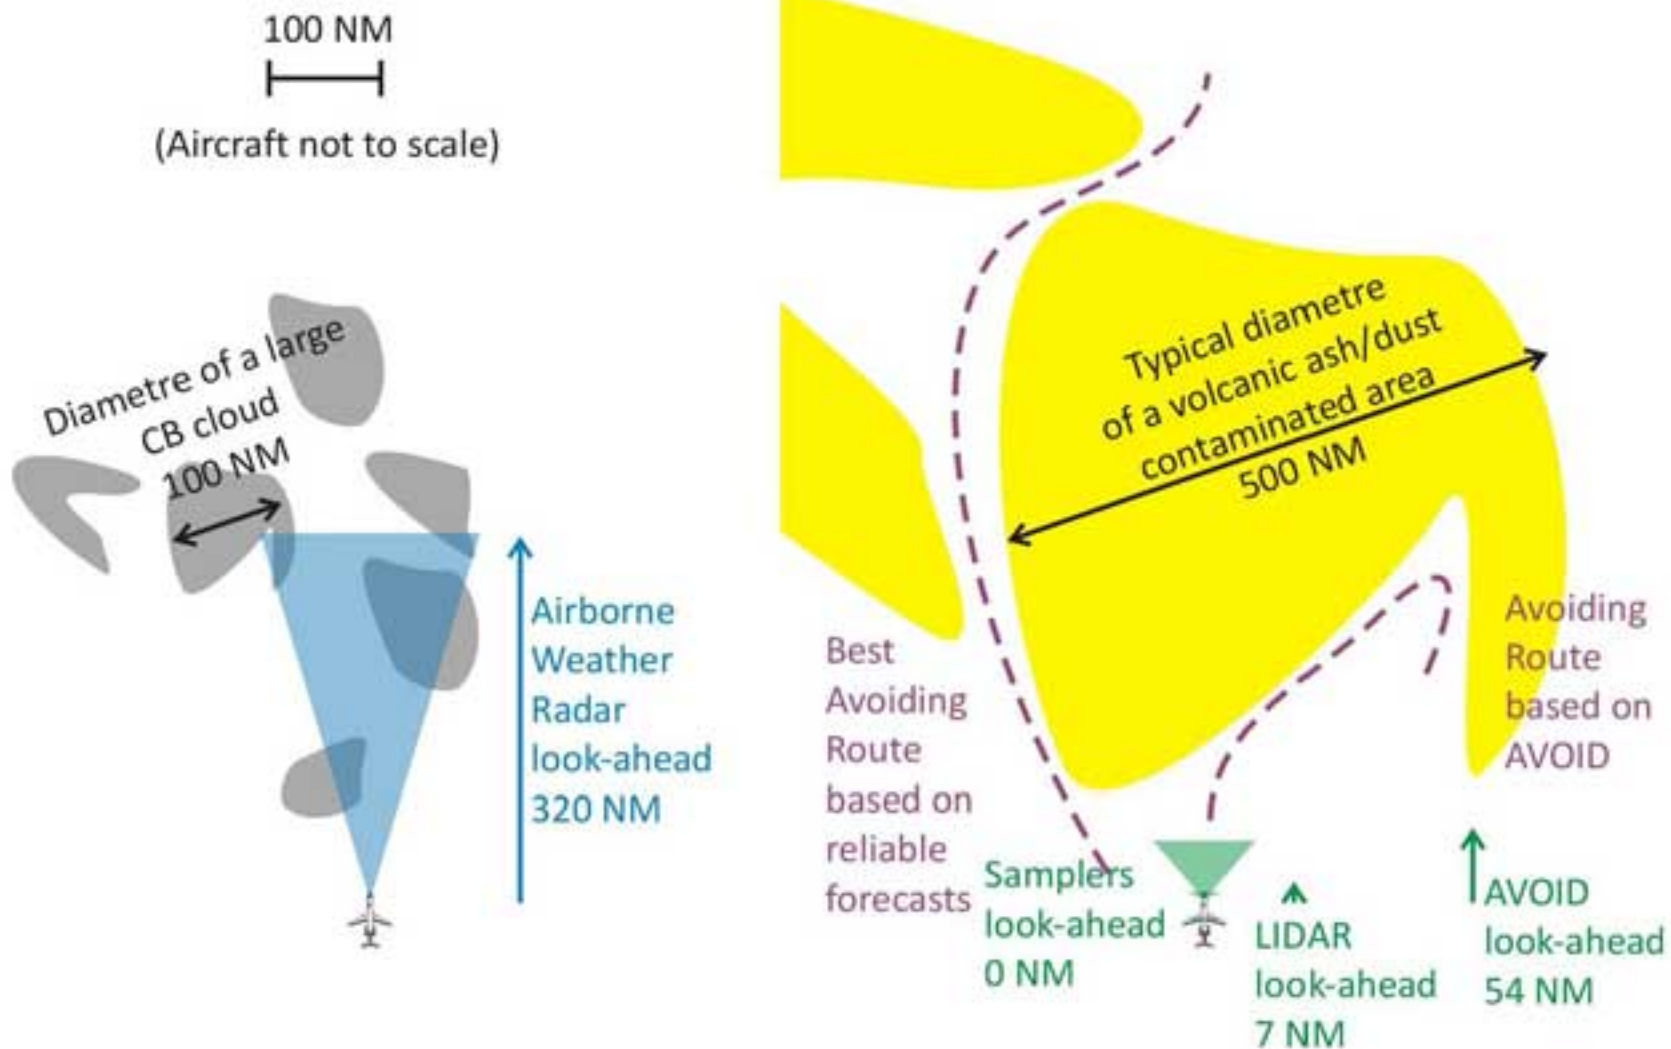 100 NM
(Aircraft not to scale)
Diametre of a large
CB cloud
100 NM
Airborne
Weather
Radar
look-ahead
320 NM
Typical diametre
of a volcanic ash/dust
contaminated area
500 NM
Best
Avoiding
Route
based on
reliable
forecasts
Avoiding
Route
based on
AVOID
Samplers
look-ahead
0 NM
LIDAR
look-ahead
7 NM
AVOID
look-ahead
54 NM